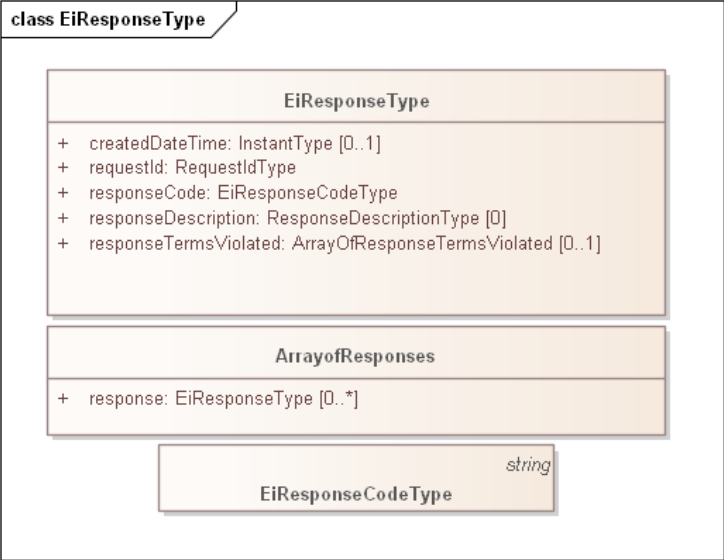 class EiResponseType
EiResponseType
+ createdDateTime: InstantType [0..1]
+ requestId: RequestIdType
+ responseCode: EiResponseCodeType
+ responseDescription: ResponseDescriptionType [0]
+ responseTermsViolated: ArrayOfResponseTermsViolated [0..1]
ArrayofResponses
+ response: EiResponseType [0..*]
string
EiResponseCodeType